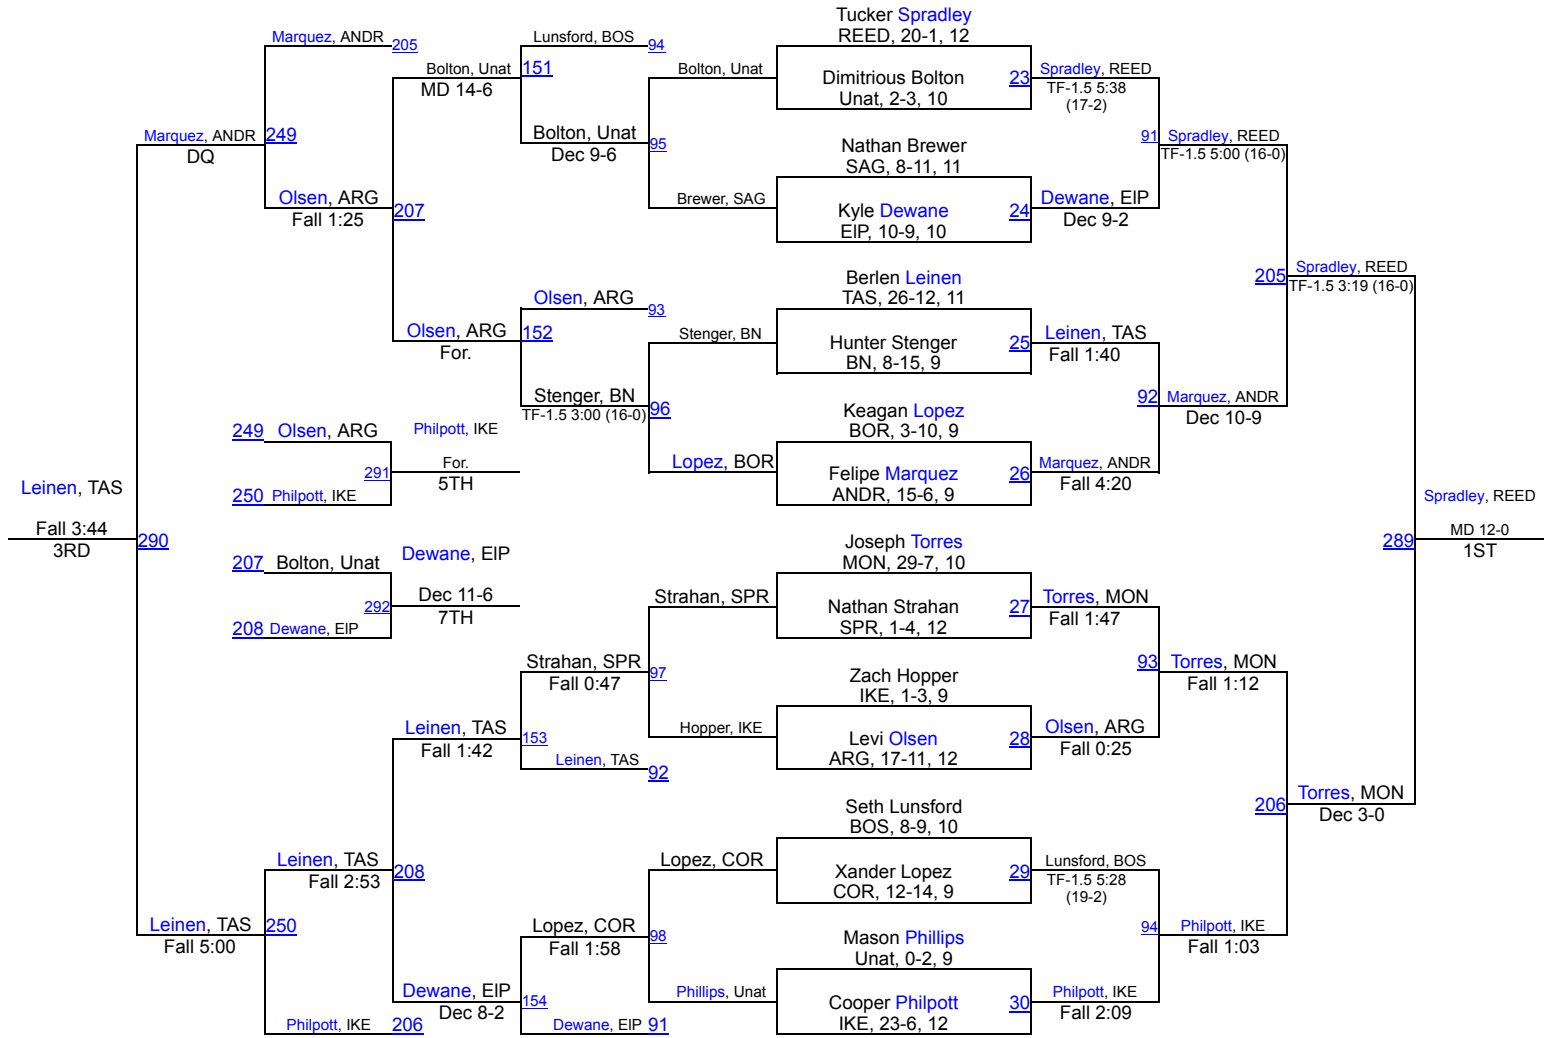 Tucker Spradley
REED, 20-1, 12
Marquez, ANDR
205
Lunsford, BOS
94
Bolton, Unat
MD 14-6
151
Bolton, Unat
Dimitrious Bolton
Unat, 2-3, 10
23
Spradley, REED
TF-1.5 5:38
(17-2)
Marquez, ANDR
DQ
249
Bolton, Unat
Dec 9-6
95
Nathan Brewer
SAG, 8-11, 11
91
Spradley, REED
TF-1.5 5:00 (16-0)
Olsen, ARG
Fall 1:25
207
Brewer, SAG
Kyle Dewane
EIP, 10-9, 10
24
Dewane, EIP
Dec 9-2
Berlen Leinen
TAS, 26-12, 11
205
Spradley, REED
TF-1.5 3:19 (16-0)
Olsen, ARG
93
Olsen, ARG
For.
152
Stenger, BN
Hunter Stenger
BN, 8-15, 9
25
Leinen, TAS
Fall 1:40
Stenger, BN
TF-1.5 3:00 (16-0)
96
Keagan Lopez
BOR, 3-10, 9
92
Marquez, ANDR
Dec 10-9
249
Olsen, ARG
Philpott, IKE
291
For.
5TH
250
Philpott, IKE
Lopez, BOR
Felipe Marquez
ANDR, 15-6, 9
26
Marquez, ANDR
Fall 4:20
Leinen, TAS
Fall 3:44
3RD
290
Spradley, REED
289
MD 12-0
1ST
207
Bolton, Unat
Dewane, EIP
292
Dec 11-6
7TH
208
Dewane, EIP
Joseph Torres
MON, 29-7, 10
Strahan, SPR
Nathan Strahan
SPR, 1-4, 12
27
Torres, MON
Fall 1:47
Strahan, SPR
Fall 0:47
97
Zach Hopper
IKE, 1-3, 9
93
Torres, MON
Fall 1:12
Leinen, TAS
Fall 1:42
153
Hopper, IKE
Levi Olsen
ARG, 17-11, 12
28
Olsen, ARG
Fall 0:25
Leinen, TAS
92
Seth Lunsford
BOS, 8-9, 10
206
Torres, MON
Dec 3-0
Leinen, TAS
Fall 2:53
208
Lopez, COR
Xander Lopez
COR, 12-14, 9
29
Lunsford, BOS
TF-1.5 5:28
(19-2)
Leinen, TAS
Fall 5:00
250
Lopez, COR
Fall 1:58
98
Mason Phillips
Unat, 0-2, 9
94
Philpott, IKE
Fall 1:03
Dewane, EIP
Dec 8-2
154
Phillips, Unat
Cooper Philpott
IKE, 23-6, 12
30
Philpott, IKE
Fall 2:09
Philpott, IKE
206
Dewane, EIP
91